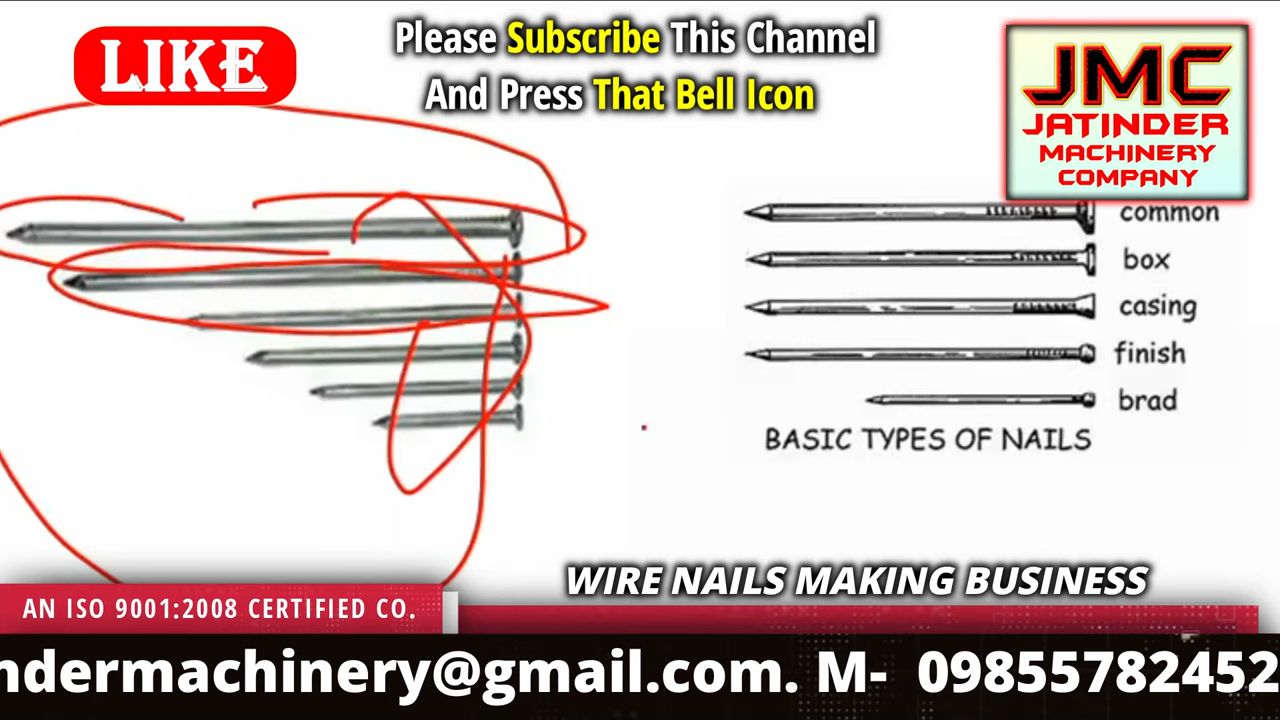 LIKE
Please Subscribe This Channel
And Press That Bell Icon
JMC
JATINDER
MACHINERY
COMPANY
common
box
casing
finish
brad
BASIC TYPES OF NAILS
WIRE NAILS MAKING BUSINESS
AN ISO 9001:2008 CERTIFIED CO.
ndermachinery@gmail.com. M- 09855782452